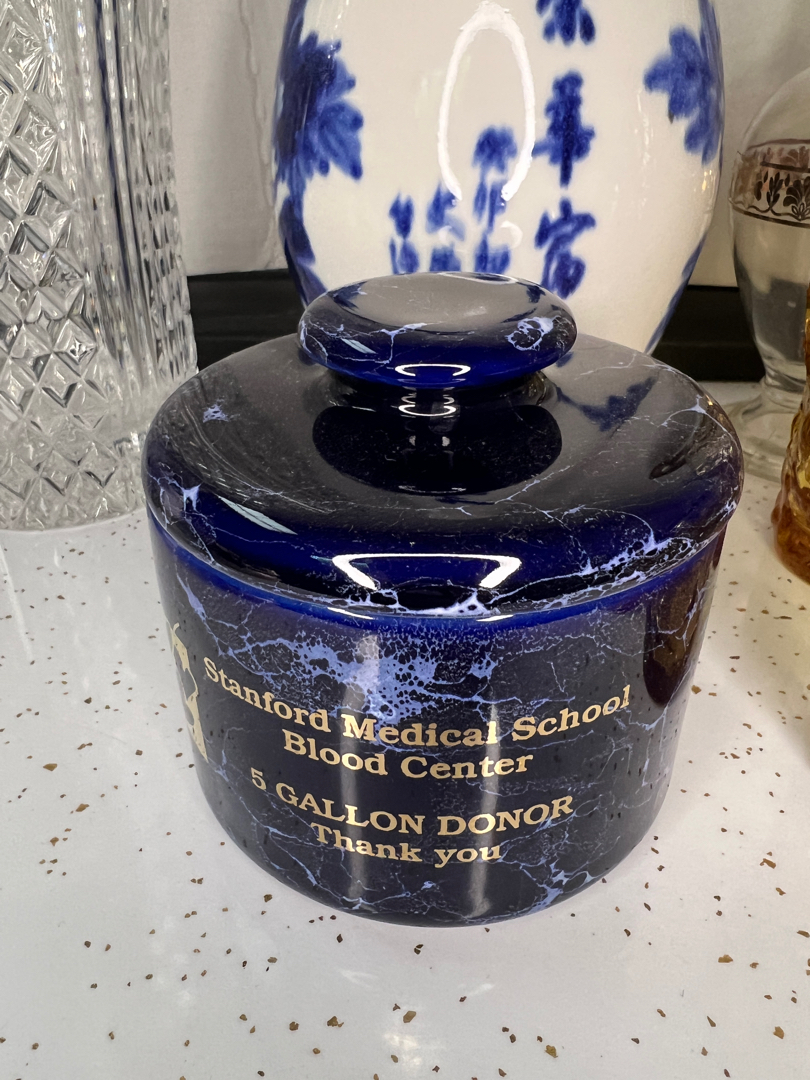 Stanford Medical School
Blood Center
5 GALLON DONOR
Thank you